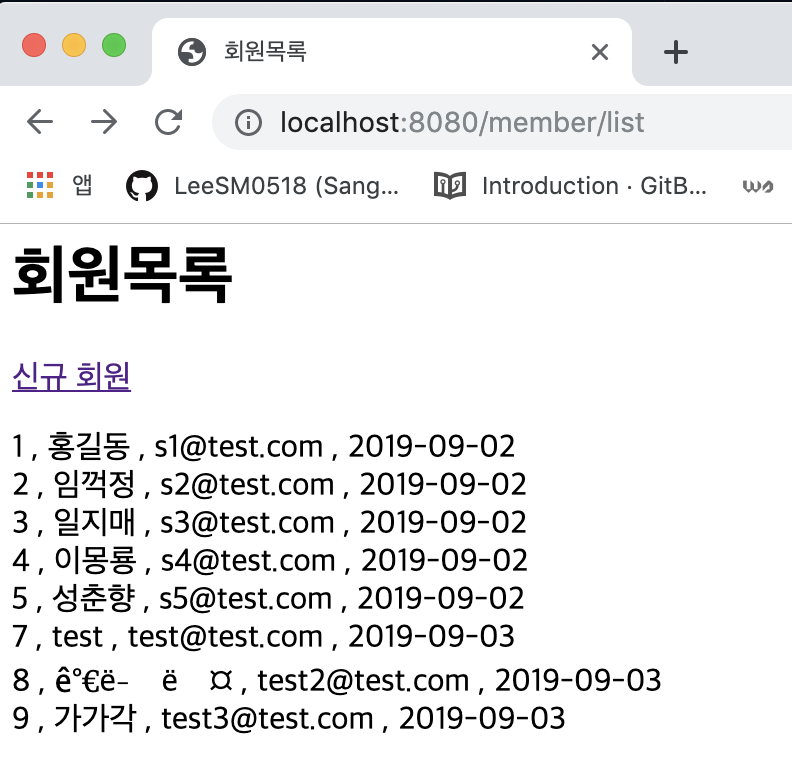 회원목록
localhost:8080/member/list
앱 LeeSM0518 (Sang... Introduction · GitB...
회원목록
신규 회원
1 , 홍길동 , s1@test.com , 2019-09-02
2 , 임꺽정 , s2@test.com , 2019-09-02
3 , 일지매 , s3@test.com , 2019-09-02
4 , 이몽룡 , s4@test.com , 2019-09-02
5 , 성춘향 , s5@test.com , 2019-09-02
7 , test , test@test.com , 2019-09-03
8 , ê°€ë– ë ¤ , test2@test.com , 2019-09-03
9 , 가가각 , test3@test.com , 2019-09-03